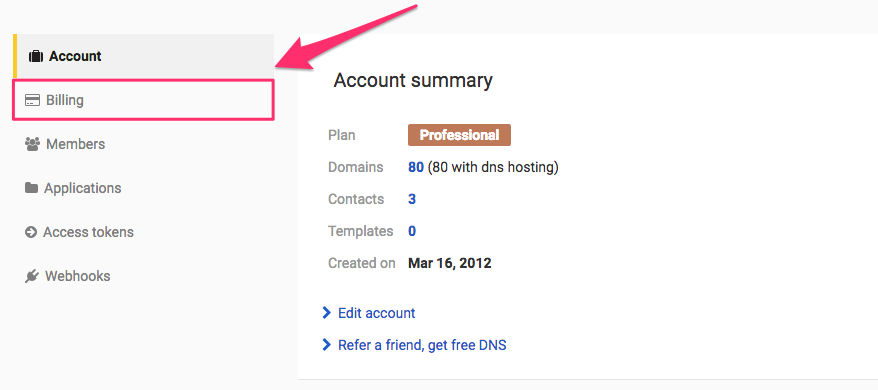 Account
Billing
Members
Applications
Access tokens
Webhooks
Account summary
Plan Professional
Domains 80 (80 with dns hosting)
Contacts 3
Templates 0
Created on Mar 16, 2012
Edit account
Refer a friend, get free DNS